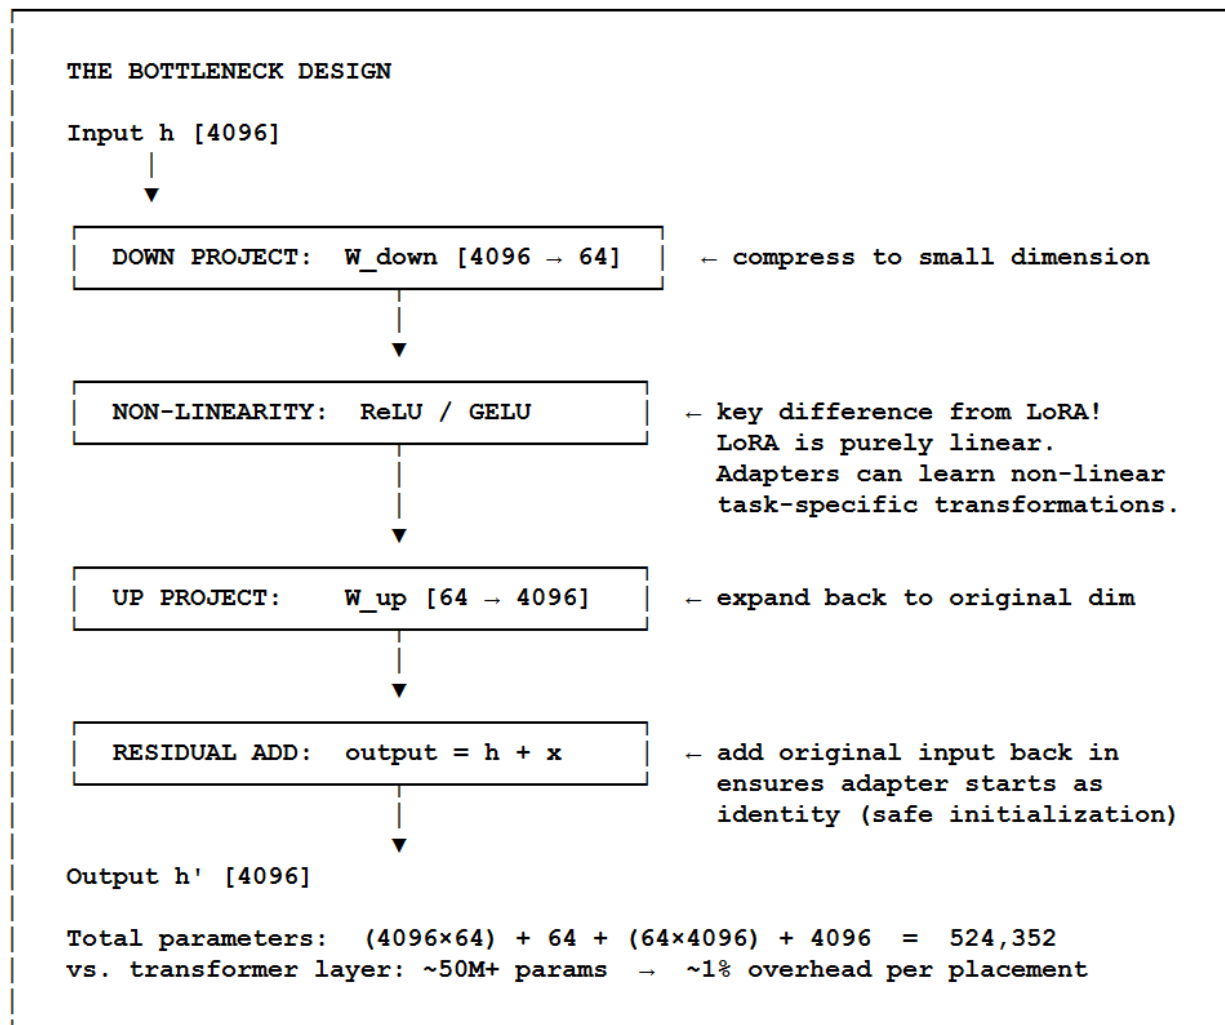 THE BOTTLENECK DESIGN
Input h [4096]
DOWN PROJECT: W_down [4096 → 64] ← compress to small dimension
NON-LINEARITY: ReLU / GELU ← key difference from LoRA!
LoRA is purely linear.
Adapters can learn non-linear
task-specific transformations.
UP PROJECT: W_up [64 → 4096] ← expand back to original dim
RESIDUAL ADD: output = h + x ← add original input back in
ensures adapter starts as
identity (safe initialization)
Output h' [4096]
Total parameters: (4096×64) + 64 + (64×4096) + 4096 = 524,352
vs. transformer layer: ~50M+ params → ~1% overhead per placement